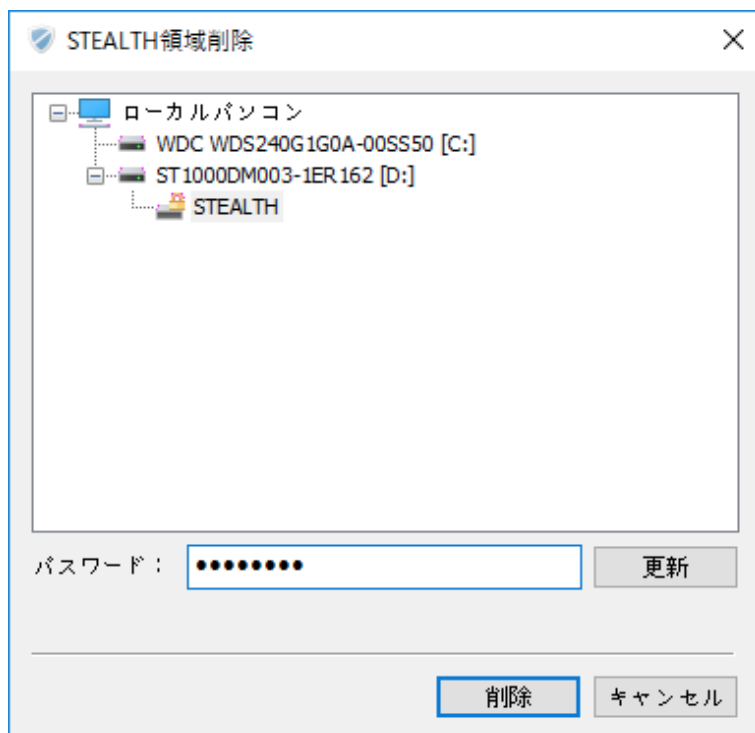 STEALTH領域削除
ローカルパソコン
WDC WDS240G1G0A-00SS50 [C:]
ST1000DM003-1ER162 [D:]
STEALTH
パスワード： ●●●●●●●● 更新
削除 キャンセル